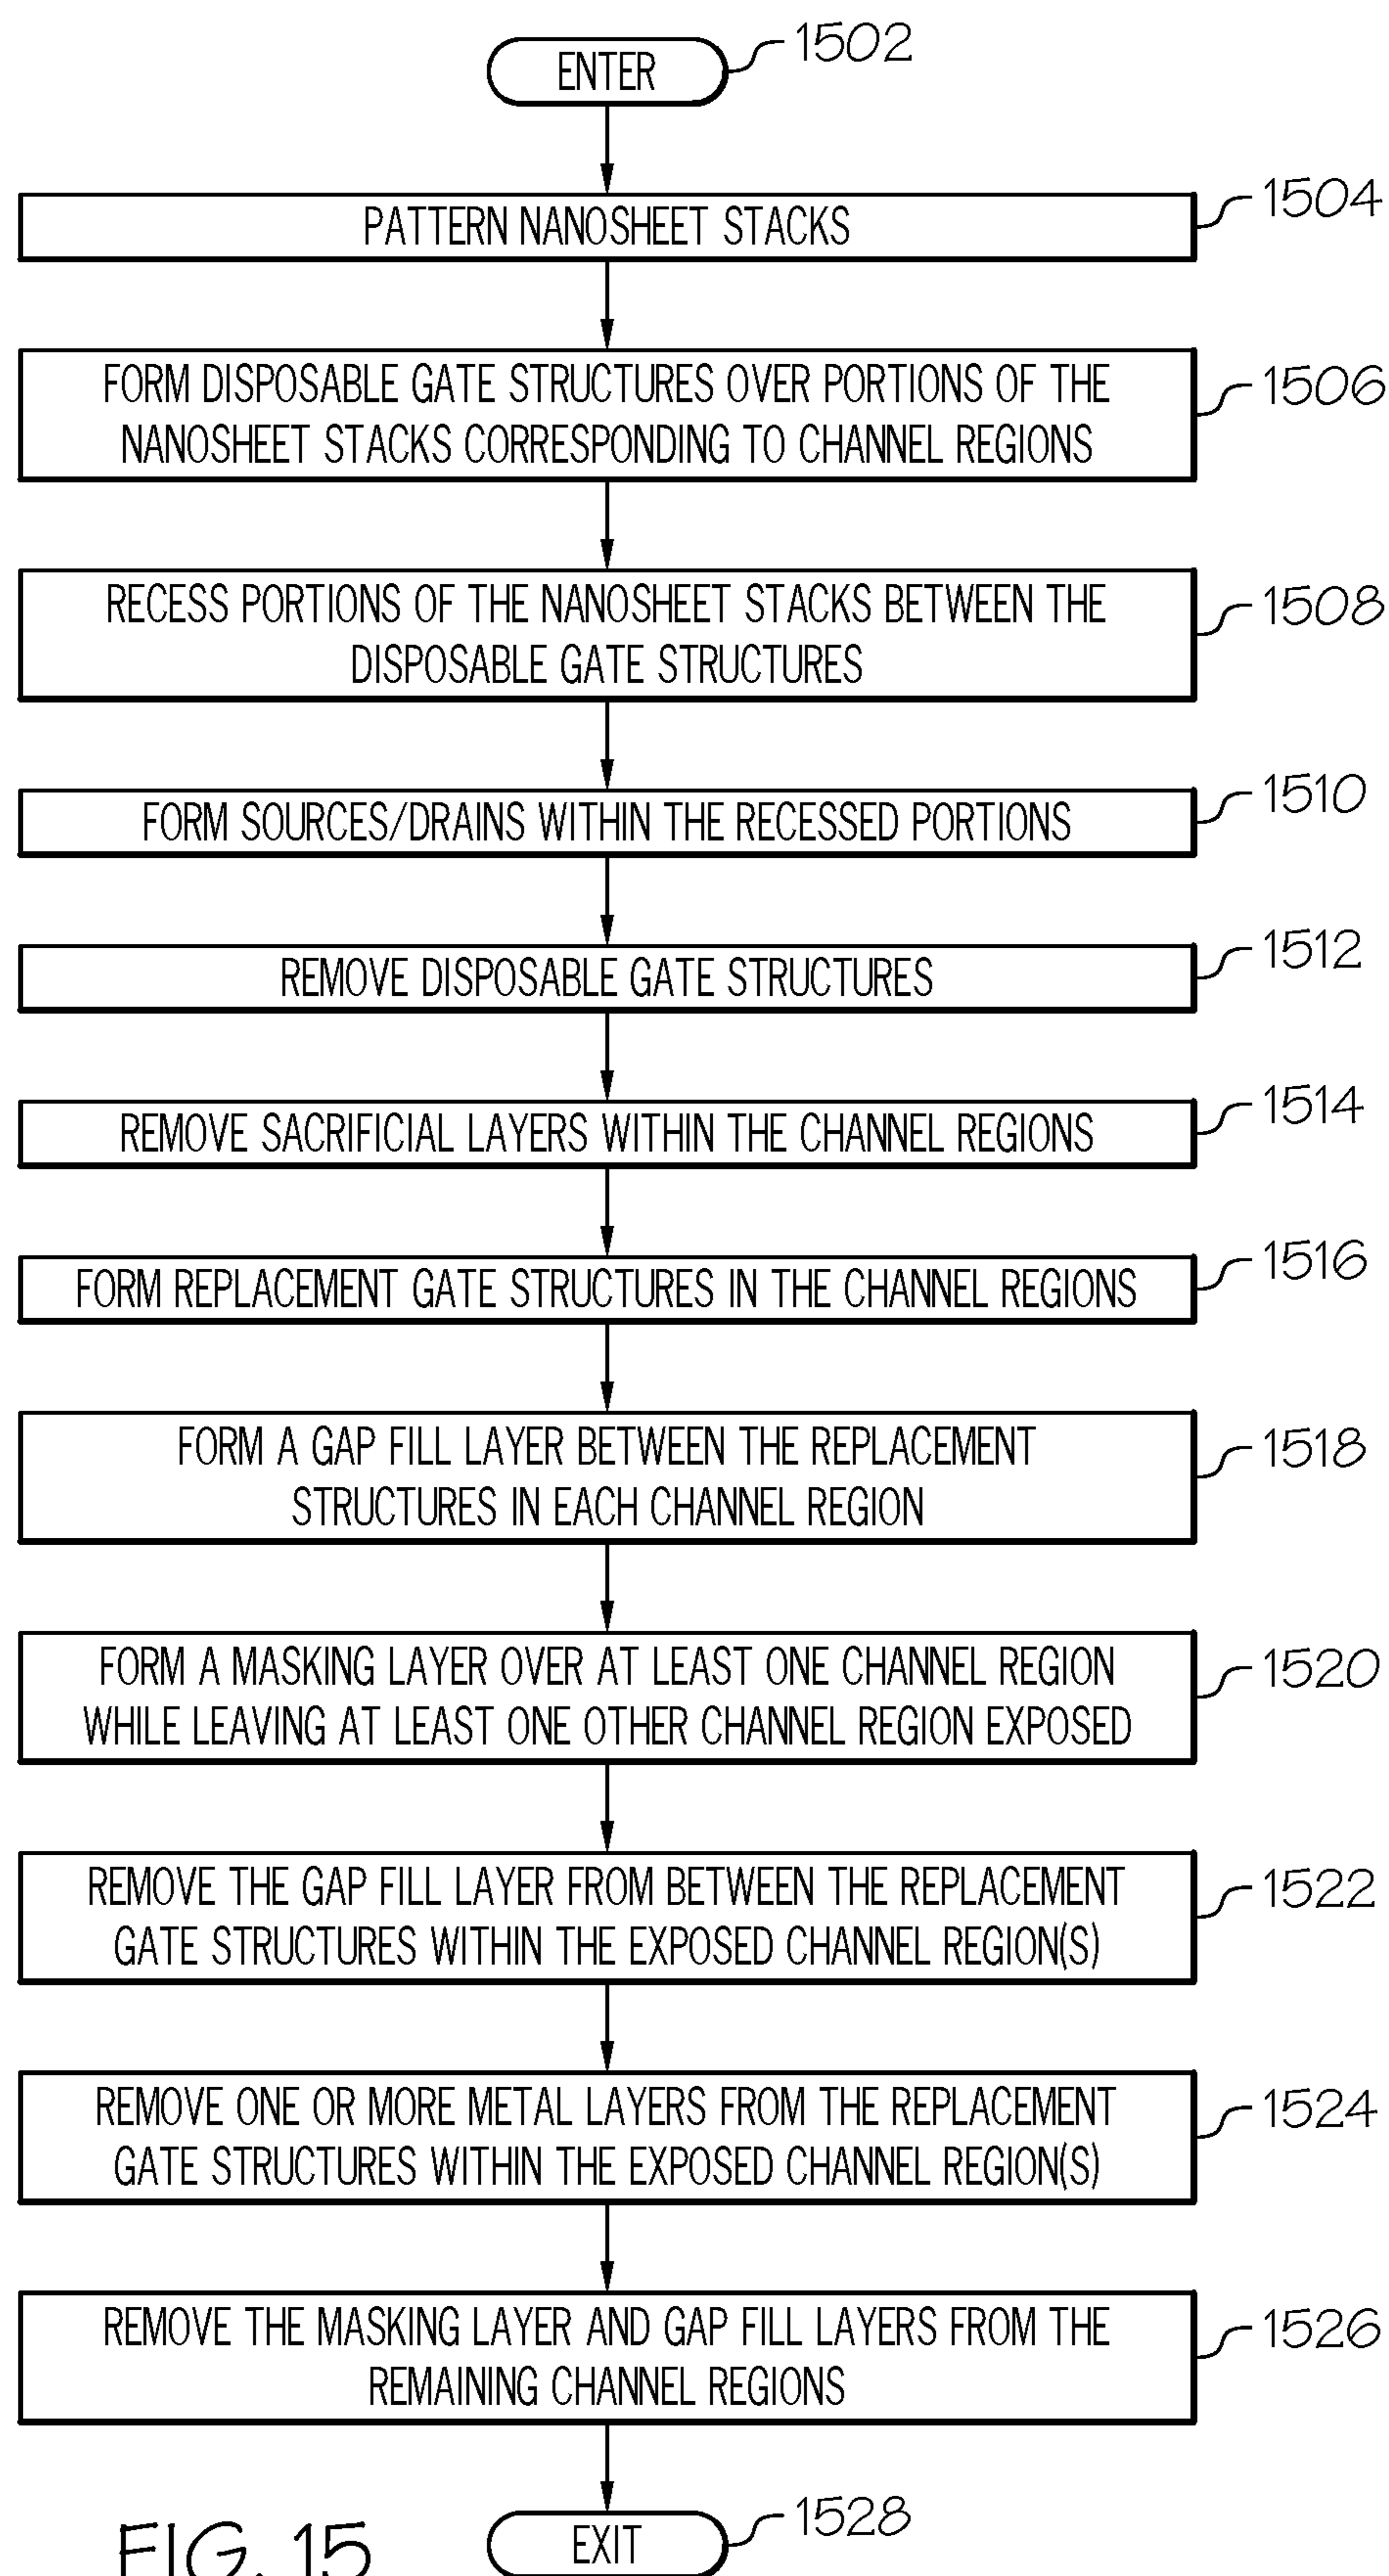 ENTER
1502
PATTERN NANOSHEET STACKS
1504
FORM DISPOSABLE GATE STRUCTURES OVER PORTIONS OF THE
NANOSHEET STACKS CORRESPONDING TO CHANNEL REGIONS
1506
RECESS PORTIONS OF THE NANOSHEET STACKS BETWEEN THE
DISPOSABLE GATE STRUCTURES
1508
FORM SOURCES/DRAINS WITHIN THE RECESSED PORTIONS
1510
REMOVE DISPOSABLE GATE STRUCTURES
1512
REMOVE SACRIFICIAL LAYERS WITHIN THE CHANNEL REGIONS
1514
FORM REPLACEMENT GATE STRUCTURES IN THE CHANNEL REGIONS
1516
FORM A GAP FILL LAYER BETWEEN THE REPLACEMENT
STRUCTURES IN EACH CHANNEL REGION
1518
FORM A MASKING LAYER OVER AT LEAST ONE CHANNEL REGION
WHILE LEAVING AT LEAST ONE OTHER CHANNEL REGION EXPOSED
1520
REMOVE THE GAP FILL LAYER FROM BETWEEN THE REPLACEMENT
GATE STRUCTURES WITHIN THE EXPOSED CHANNEL REGION(S)
1522
REMOVE ONE OR MORE METAL LAYERS FROM THE REPLACEMENT
GATE STRUCTURES WITHIN THE EXPOSED CHANNEL REGION(S)
1524
REMOVE THE MASKING LAYER AND GAP FILL LAYERS FROM THE
REMAINING CHANNEL REGIONS
1526
EXIT
1528
FIG. 15